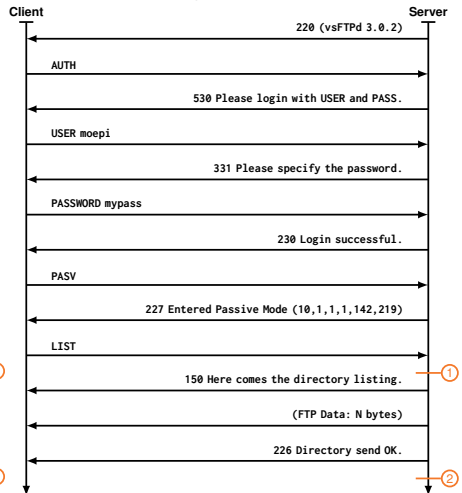 Client Server
220 (vsFTPd 3.0.2)
AUTH
530 Please login with USER and PASS.
USER moepi
331 Please specify the password.
PASSWORD mypass
230 Login successful.
PASV
227 Entered Passive Mode (10,1,1,1,142,219)
LIST
1
150 Here comes the directory listing.
(FTP Data: N bytes)
226 Directory send OK.
2